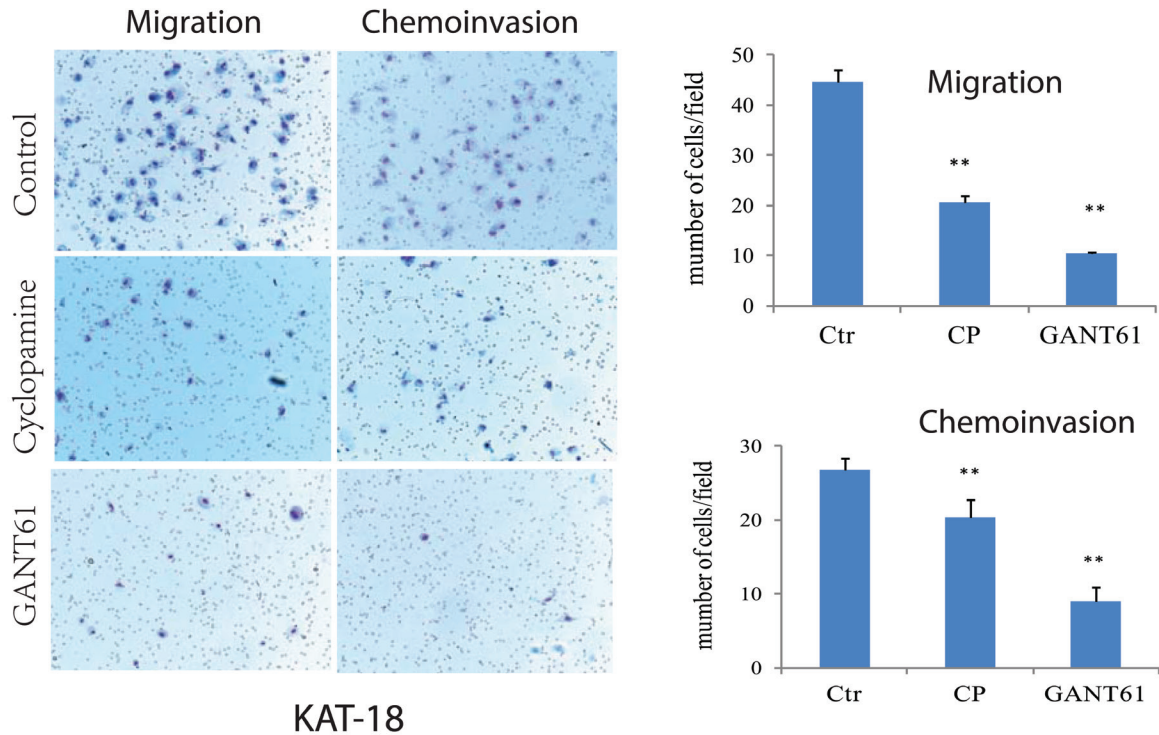 Migration
Chemoinvasion
Control
Cyclopamine
GANT61
KAT-18
Migration
mumber of cells/field
50
40
30
20
10
0
**
**
Ctr
CP
GANT61
Chemoinvasion
mumber of cells/field
30
20
10
0
**
**
Ctr
CP
GANT61